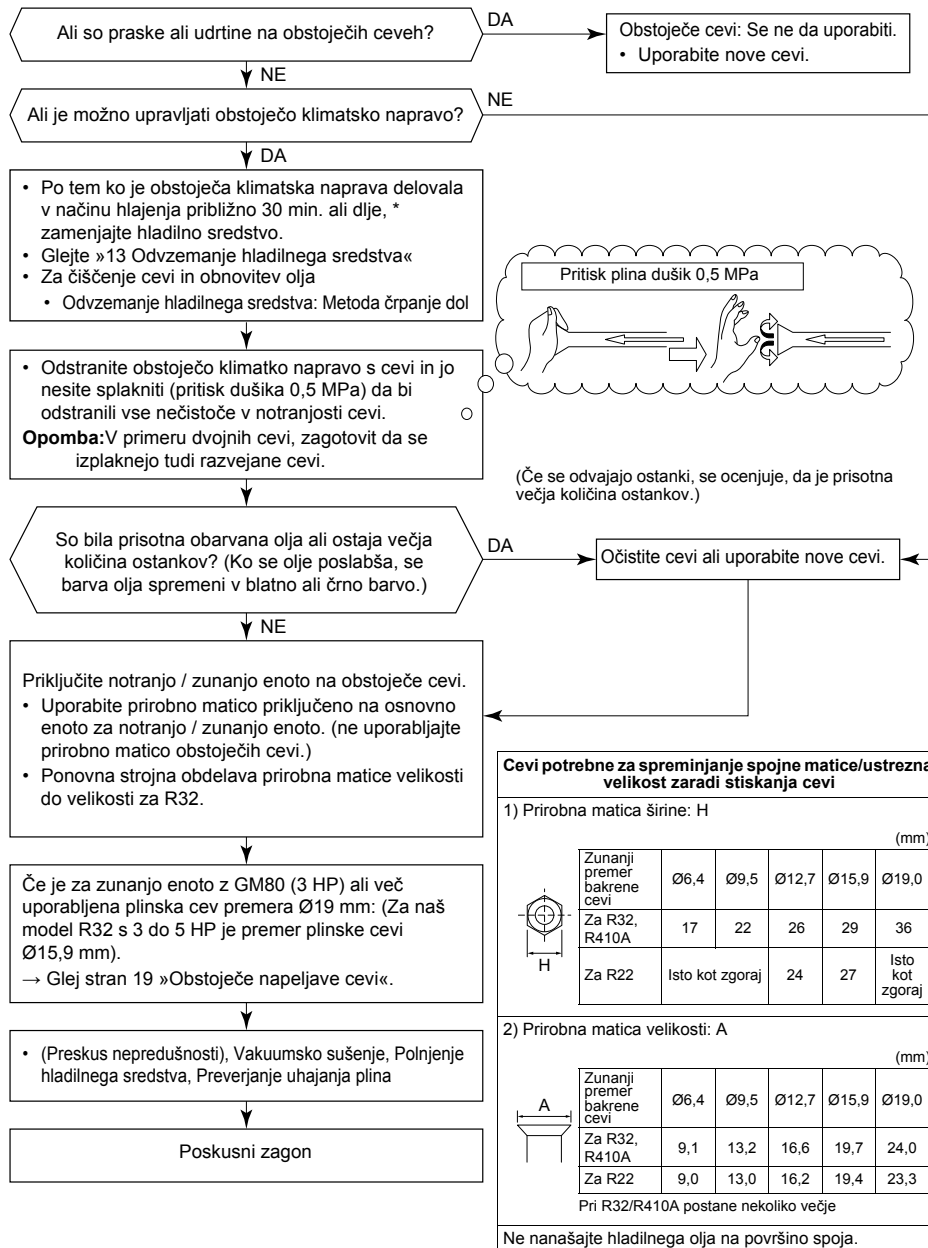 Ali so praske ali udrtine na obstoječih ceveh?
DA
Obstoječe cevi: Se ne da uporabiti.
• Uporabite nove cevi.
NE
Ali je možno upravljati obstoječo klimatsko napravo?
NE
DA
• Po tem ko je obstoječa klimatska naprava delovala
v načinu hlajenja približno 30 min. ali dlje, *
zamenjajte hladilno sredstvo.
• Glejte »13 Odvzemanje hladilnega sredstva«
• Za čiščenje cevi in obnovitev olja
• Odvzemanje hladilnega sredstva: Metoda črpanje dol
Pritisk plina dušik 0,5 MPa
• Odstranite obstoječo klimatko napravo s cevi in jo
nesite splakniti (pritisk dušika 0,5 MPa) da bi
odstranili vse nečistoče v notranjosti cevi.
Opomba:V primeru dvojnih cevi, zagotovit da se
izplaknejo tudi razvejane cevi.
(Če se odvajajo ostanki, se ocenjuje, da je prisotna
večja količina ostankov.)
So bila prisotna obarvana olja ali ostaja večja
količina ostankov? (Ko se olje poslabša, se
barva olja spremeni v blatno ali črno barvo.)
DA
Očistite cevi ali uporabite nove cevi.
NE
Priključite notranjo / zunanjo enoto na obstoječe cevi.
• Uporabite prirobno matico priključeno na osnovno
enoto za notranjo / zunanjo enoto. (ne uporabljajte
prirobno matico obstoječih cevi.)
• Ponovna strojna obdelava prirobna matice velikosti
do velikosti za R32.
Če je za zunanjo enoto z GM80 (3 HP) ali več
uporabljena plinska cev premera Ø19 mm: (Za naš
model R32 s 3 do 5 HP je premer plinske cevi
Ø15,9 mm).
→ Glej stran 19 »Obstoječe napeljave cevi«.
• (Preskus nepredušnosti), Vakuumsko sušenje, Polnjenje
hladilnega sredstva, Preverjanje uhajanja plina
Poskusni zagon
Cevi potrebne za spreminjanje spojne matice/ustrezna
velikost zaradi stiskanja cevi
1) Prirobna matica širine: H
(mm)
H
Zunanji
premer
bakrene
cevi
Ø6,4 Ø9,5 Ø12,7 Ø15,9 Ø19,0
Za R32,
R410A
17 22 26 29 36
Za R22 Isto kot zgoraj 24 27 Isto
kot
zgoraj
2) Prirobna matica velikosti: A
(mm)
A
Zunanji
premer
bakrene
cevi
Ø6,4 Ø9,5 Ø12,7 Ø15,9 Ø19,0
Za R32,
R410A
9,1 13,2 16,6 19,7 24,0
Za R22 9,0 13,0 16,2 19,4 23,3
Pri R32/R410A postane nekoliko večje
Ne nanašajte hladilnega olja na površino spoja.